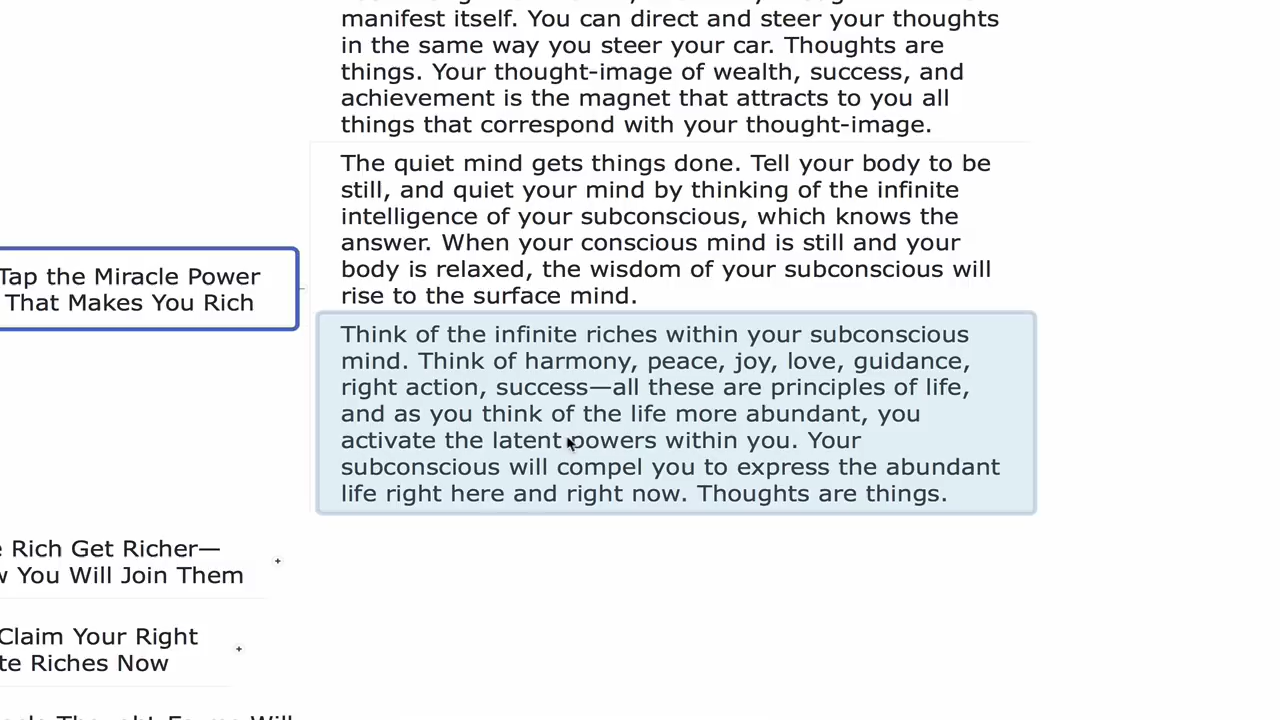 manifest itself. You can direct and steer your thoughts
in the same way you steer your car. Thoughts are
things. Your thought-image of wealth, success, and
achievement is the magnet that attracts to you all
things that correspond with your thought-image.
The quiet mind gets things done. Tell your body to be
still, and quiet your mind by thinking of the infinite
intelligence of your subconscious, which knows the
answer. When your conscious mind is still and your
body is relaxed, the wisdom of your subconscious will
rise to the surface mind.
Tap the Miracle Power
That Makes You Rich
Think of the infinite riches within your subconscious
mind. Think of harmony, peace, joy, love, guidance,
right action, success—all these are principles of life,
and as you think of the life more abundant, you
activate the latent powers within you. Your
subconscious will compel you to express the abundant
life right here and right now. Thoughts are things.
Rich Get Richer—
You Will Join Them
Claim Your Right
Riches Now